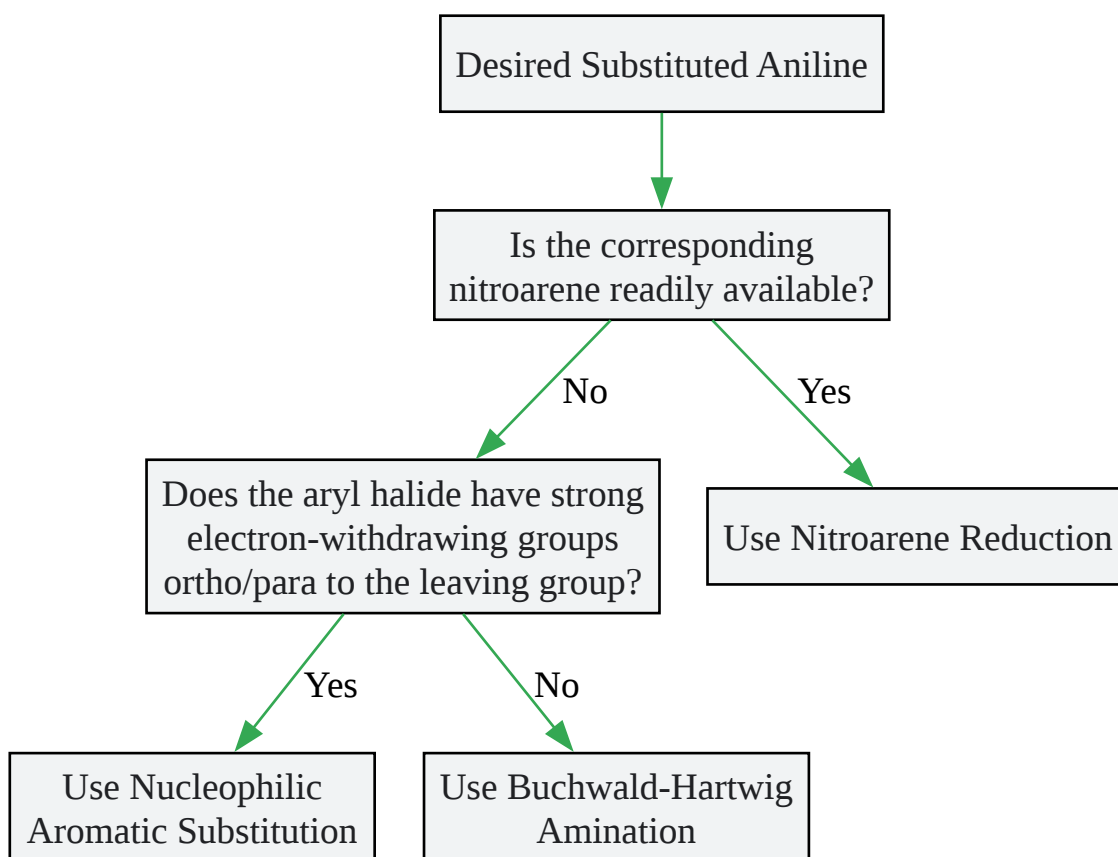 Desired Substituted Aniline
Is the corresponding
nitroarene readily available?
No
Yes
Does the aryl halide have strong
electron-withdrawing groups
ortho/para to the leaving group?
Use Nitroarene Reduction
Yes
No
Use Nucleophilic
Aromatic Substitution
Use Buchwald-Hartwig
Amination